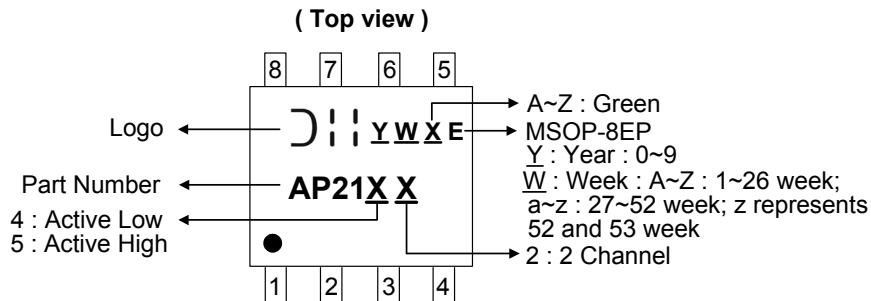 ( Top view )
8 7 6 5
Logo
Y W X E
A~Z : Green
MSOP-8EP
Y : Year : 0~9
W : Week : A~Z : 1~26 week;
a~z : 27~52 week; z represents
52 and 53 week
Part Number
AP21X X
4 : Active Low
5 : Active High
2 : 2 Channel
1 2 3 4